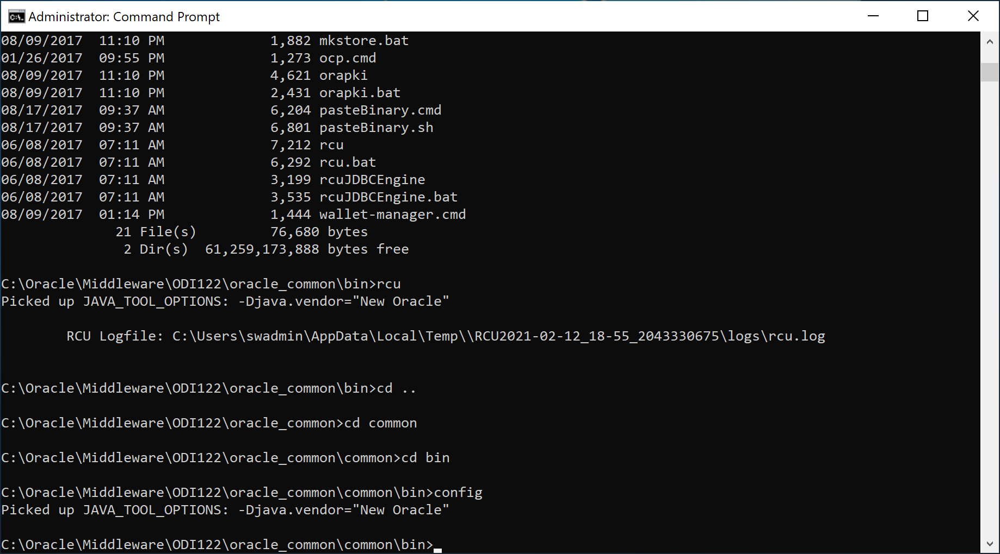 Administrator: Command Prompt
08/09/2017  11:10 PM             1,882 mkstore.bat
01/26/2017  09:55 PM             1,273 ocp.cmd
08/09/2017  11:10 PM             4,621 orapki
08/09/2017  11:10 PM             2,431 orapki.bat
08/17/2017  09:37 AM             6,204 pasteBinary.cmd
08/17/2017  09:37 AM             6,801 pasteBinary.sh
06/08/2017  07:11 AM             7,212 rcu
06/08/2017  07:11 AM             6,292 rcu.bat
06/08/2017  07:11 AM             3,199 rcuJDBCEngine
06/08/2017  07:11 AM             3,535 rcuJDBCEngine.bat
08/09/2017  01:14 PM             1,444 wallet-manager.cmd
              21 File(s)         76,680 bytes
               2 Dir(s)  61,259,173,888 bytes free
C:\Oracle\Middleware\ODI122\oracle_common\bin>rcu
Picked up JAVA_TOOL_OPTIONS: -Djava.vendor="New Oracle"
        RCU Logfile: C:\Users\swadmin\AppData\Local\Temp\\RCU2021-02-12_18-55_2043330675\logs\rcu.log
C:\Oracle\Middleware\ODI122\oracle_common\bin>cd ..
C:\Oracle\Middleware\ODI122\oracle_common>cd common
C:\Oracle\Middleware\ODI122\oracle_common\common>cd bin
C:\Oracle\Middleware\ODI122\oracle_common\common\bin>config
Picked up JAVA_TOOL_OPTIONS: -Djava.vendor="New Oracle"
C:\Oracle\Middleware\ODI122\oracle_common\common\bin>